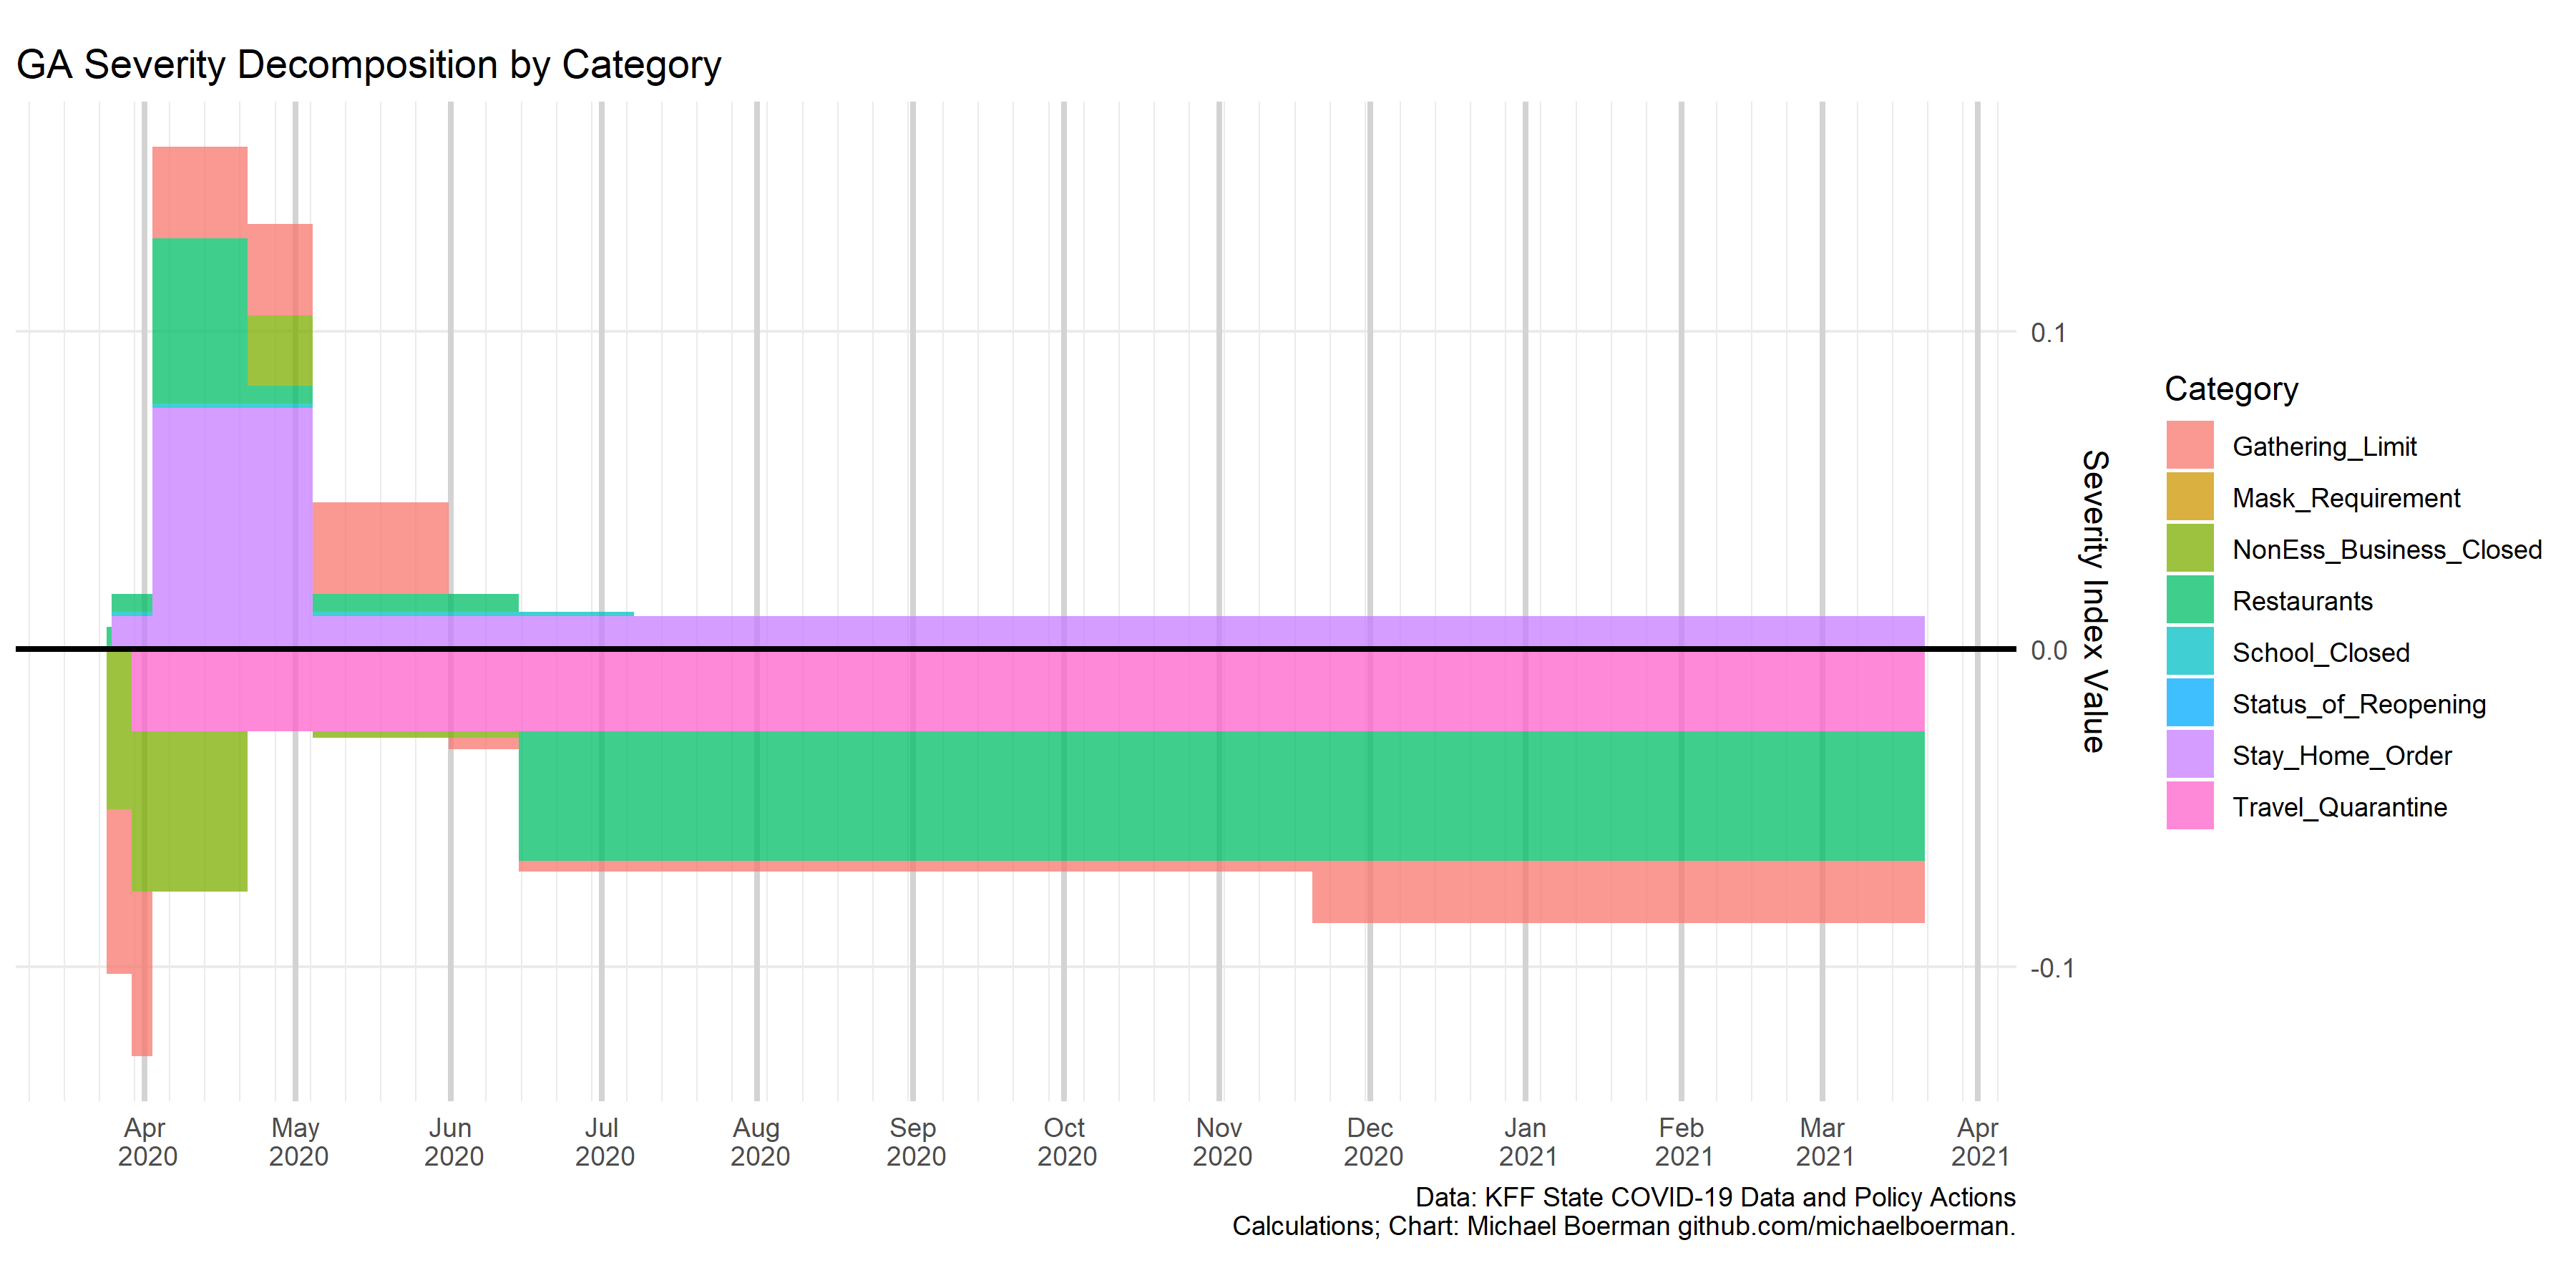 GA Severity Decomposition by Category
0.1
0.0
-0.1
Severity Index Value
Category
Gathering_Limit
Mask_Requirement
NonEss_Business_Closed
Restaurants
School_Closed
Status_of_Reopening
Stay_Home_Order
Travel_Quarantine
Apr May Jun Jul Aug Sep Oct Nov Dec Jan Feb Mar Apr
2020 2020 2020 2020 2020 2020 2020 2020 2020 2021 2021 2021 2021
Data: KFF State COVID-19 Data and Policy Actions
Calculations; Chart: Michael Boerman github.com/michaelboerman.